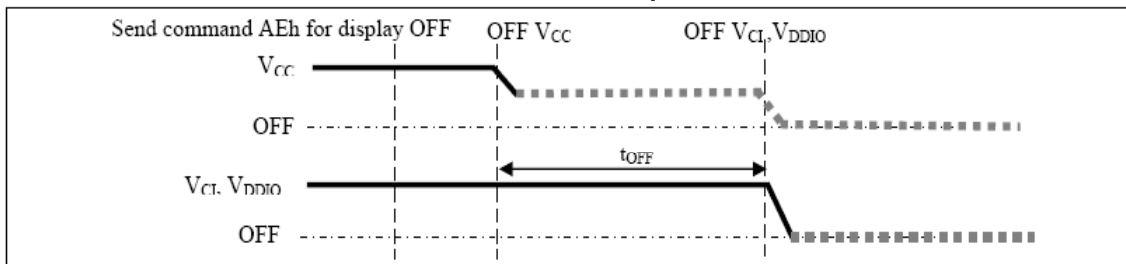 Send command AEh for display OFF OFF VCC OFF VCI, VDDIO
VCC
OFF
tOFF
VCI, VDDIO
OFF